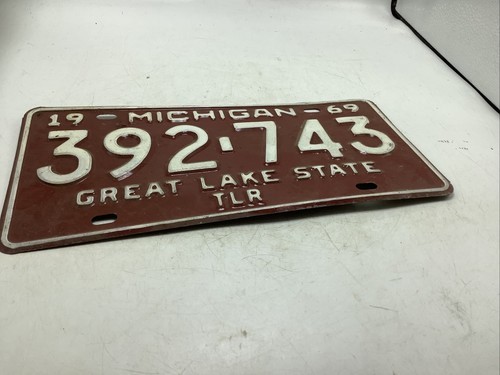 19 MICHIGAN 69
392-743
GREAT LAKE STATE
TLR